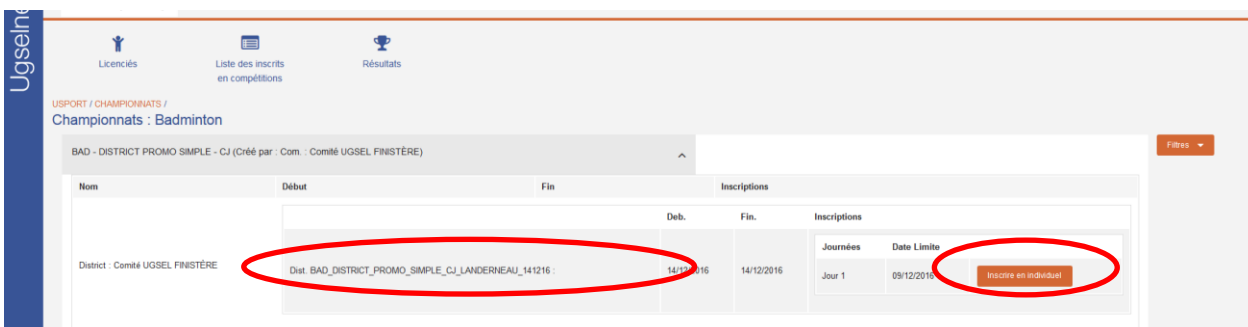 Ugselne
Licenciés
Liste des inscrits
en compétitions
Résultats
USPORT / CHAMPIONNATS /
Championnats : Badminton
BAD - DISTRICT PROMO SIMPLE - CJ (Créé par : Com. : Comité UGSEL FINISTÈRE)
Filtres
Nom Début Fin Inscriptions
Deb. Fin. Inscriptions
Journées Date Limite
District : Comité UGSEL FINISTÈRE Dist. BAD_DISTRICT_PROMO_SIMPLE_CJ_LANDERNEAU_141216 : 14/12/2016 14/12/2016 Jour 1 09/12/2016 Inscrire en individuel